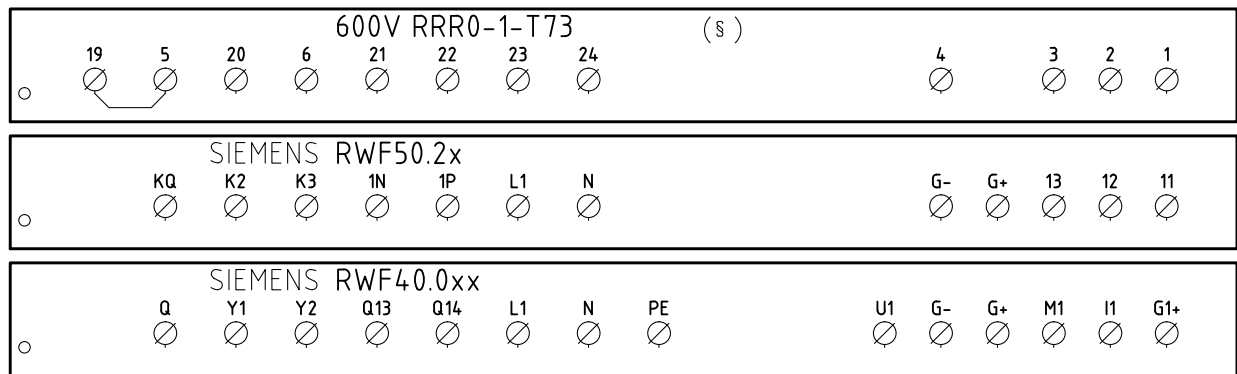 600V RRR0-1-T73 (§)
19 5 20 6 21 22 23 24 4 3 2 1
SIEMENS RWF50.2x
KQ K2 K3 1N 1P L1 N G- G+ 13 12 11
SIEMENS RWF40.0xx
Q Y1 Y2 Q13 Q14 L1 N PE U1 G- G+ M1 I1 G1+